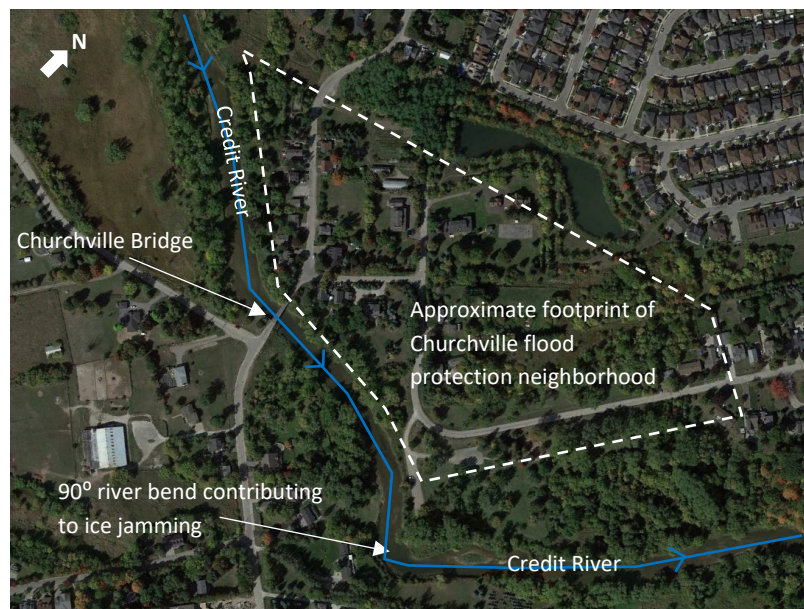 N
Credit River
Churchville Bridge
Approximate footprint of
Churchville flood
protection neighborhood
90⁰ river bend contributing
to ice jamming
Credit River